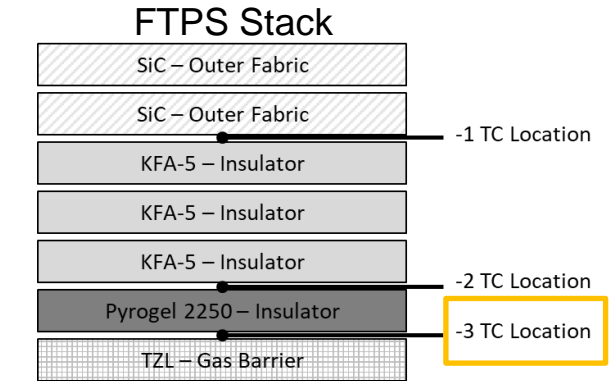 FTPS Stack
SiC – Outer Fabric
SiC – Outer Fabric
-1 TC Location
KFA-5 – Insulator
KFA-5 – Insulator
KFA-5 – Insulator
-2 TC Location
Pyrogel 2250 – Insulator
-3 TC Location
TZL – Gas Barrier